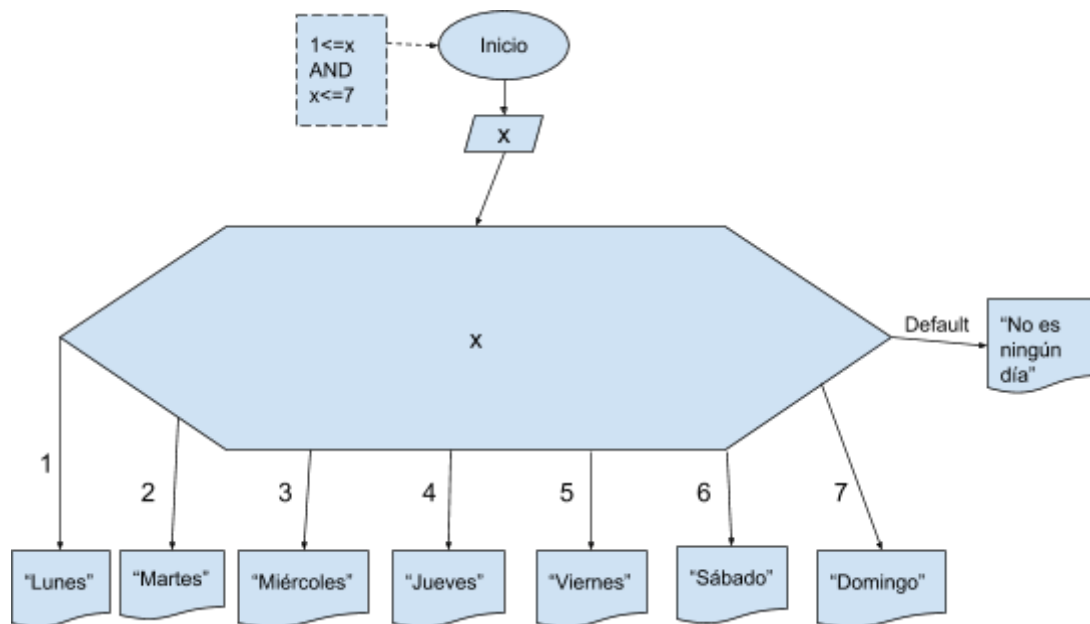 1<=x
AND
x<=7
Inicio
x
x
Default
“No es
ningún
día”
1
2
3
4
5
6
7
“Lunes”
“Martes”
“Miércoles”
“Jueves”
“Viernes”
“Sábado”
“Domingo”